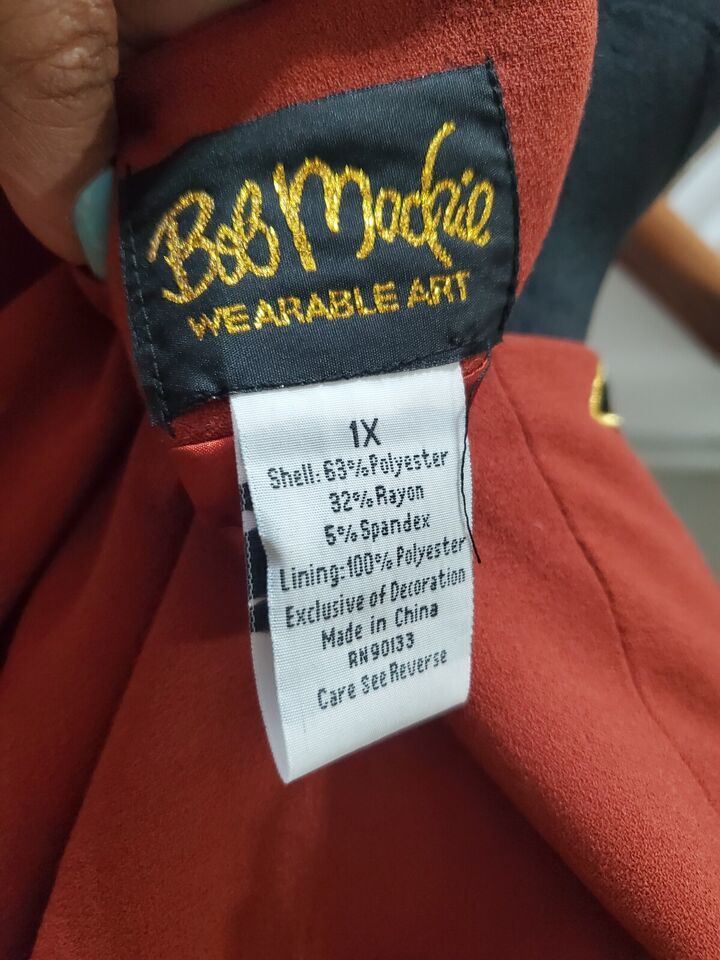 Bob Mackie
WEARABLE ART
1X
Shell:63%Polyester
32%Rayon
5%Spandex
Lining:100%Polyester
Exclusive of Decoration
Made in China
RN90133
Care See Reverse